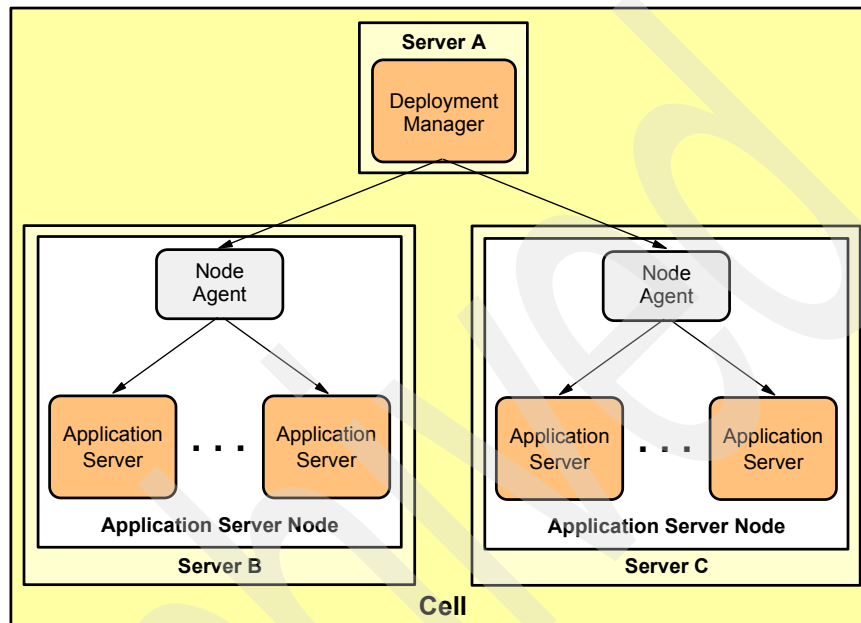 Server A
Deployment
Manager
Node
Agent
Node
Agent
Application
Server
. . .
Application
Server
Application
Server
. . .
Application
Server
Application Server Node
Application Server Node
Server B
Server C
Cell